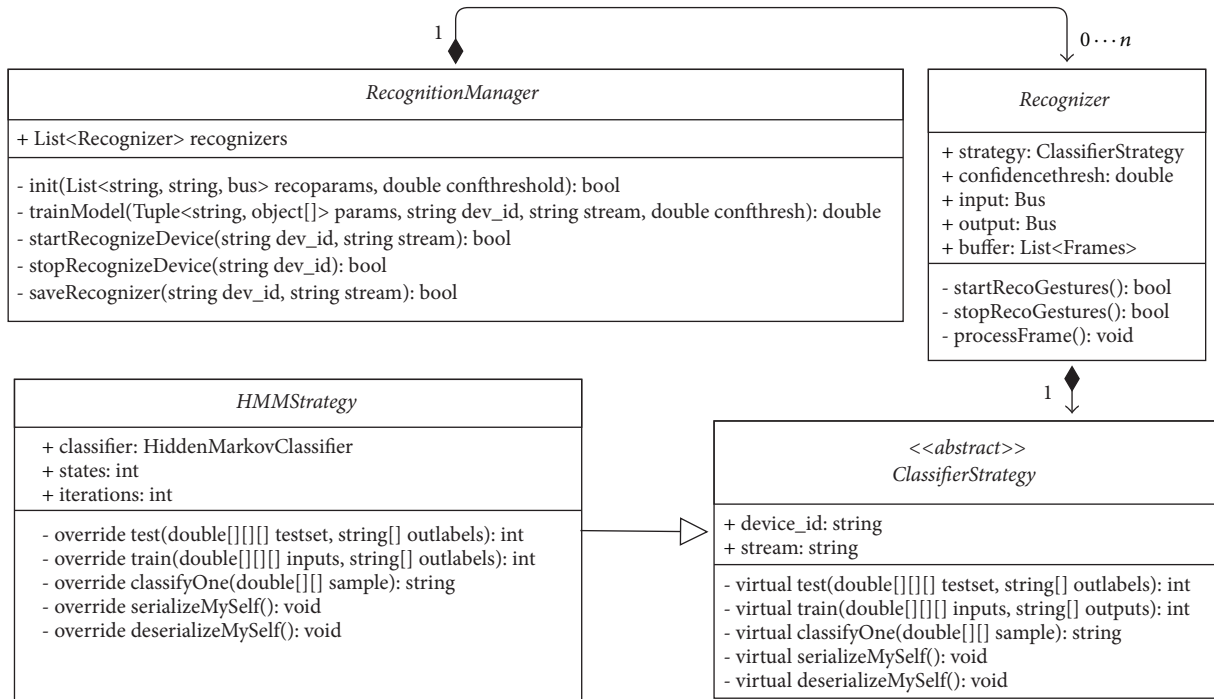 1
0 ⋯ n
RecognitionManager
+ List<Recognizer> recognizers
- init(List<string, string, bus> recoparams, double confthreshold): bool
- trainModel(Tuple<string, object[]> params, string dev_id, string stream, double confthresh): double
- startRecognizeDevice(string dev_id, string stream): bool
- stopRecognizeDevice(string dev_id): bool
- saveRecognizer(string dev_id, string stream): bool
Recognizer
+ strategy: ClassifierStrategy
+ confidencethresh: double
+ input: Bus
+ output: Bus
+ buffer: List<Frames>
- startRecoGestures(): bool
- stopRecoGestures(): bool
- processFrame(): void
1
HMMStrategy
+ classifier: HiddenMarkovClassifier
+ states: int
+ iterations: int
- override test(double[][][] testset, string[] outlabels): int
- override train(double[][][] inputs, string[] outlabels): int
- override classifyOne(double[][] sample): string
- override serializeMySelf(): void
- override deserializeMySelf(): void
<<abstract>>
ClassifierStrategy
+ device_id: string
+ stream: string
- virtual test(double[][][] testset, string[] outlabels): int
- virtual train(double[][][] inputs, string[] outputs): int
- virtual classifyOne(double[][] sample): string
- virtual serializeMySelf(): void
- virtual deserializeMySelf(): void